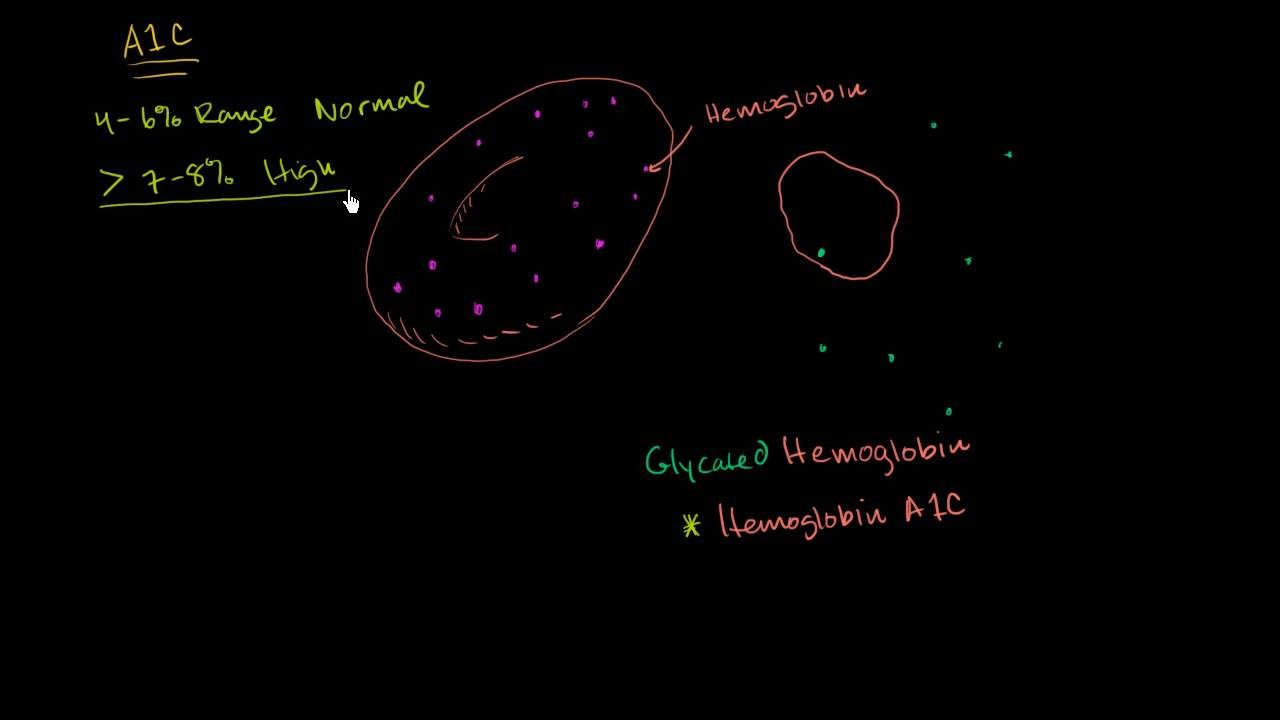 A1C
4-6% Range Normal
> 7-8% High
Hemoglobin
Glycated Hemoglobin
* Hemoglobin A1C